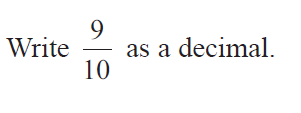 Write 9/10 as a decimal.